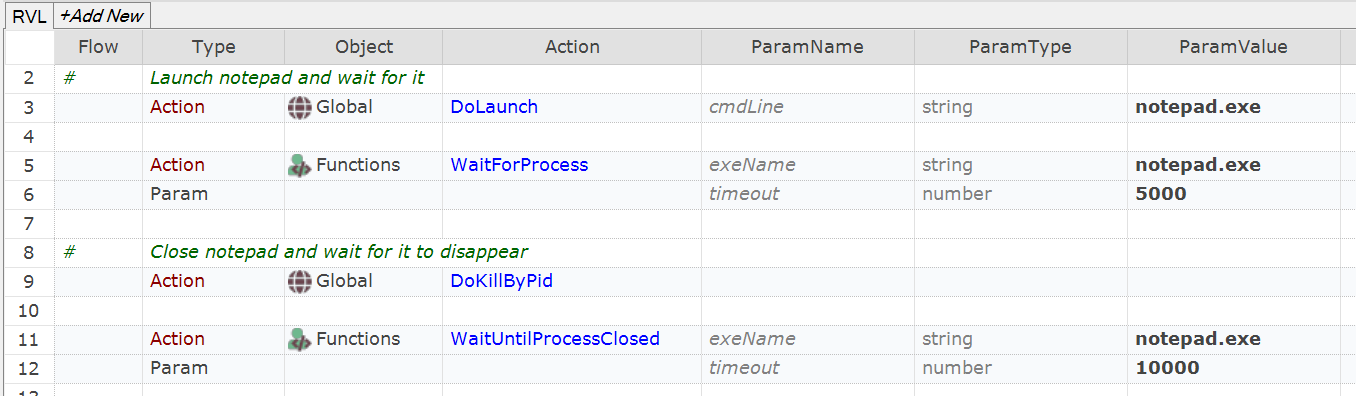 RVL +Add New
Flow Type Object Action ParamName ParamType ParamValue
2 # Launch notepad and wait for it
3 Action Global DoLaunch cmdLine string notepad.exe
4
5 Action Functions WaitForProcess exeName string notepad.exe
6 Param timeout number 5000
7
8 # Close notepad and wait for it to disappear
9 Action Global DoKillByPid
10
11 Action Functions WaitUntilProcessClosed exeName string notepad.exe
12 Param timeout number 10000